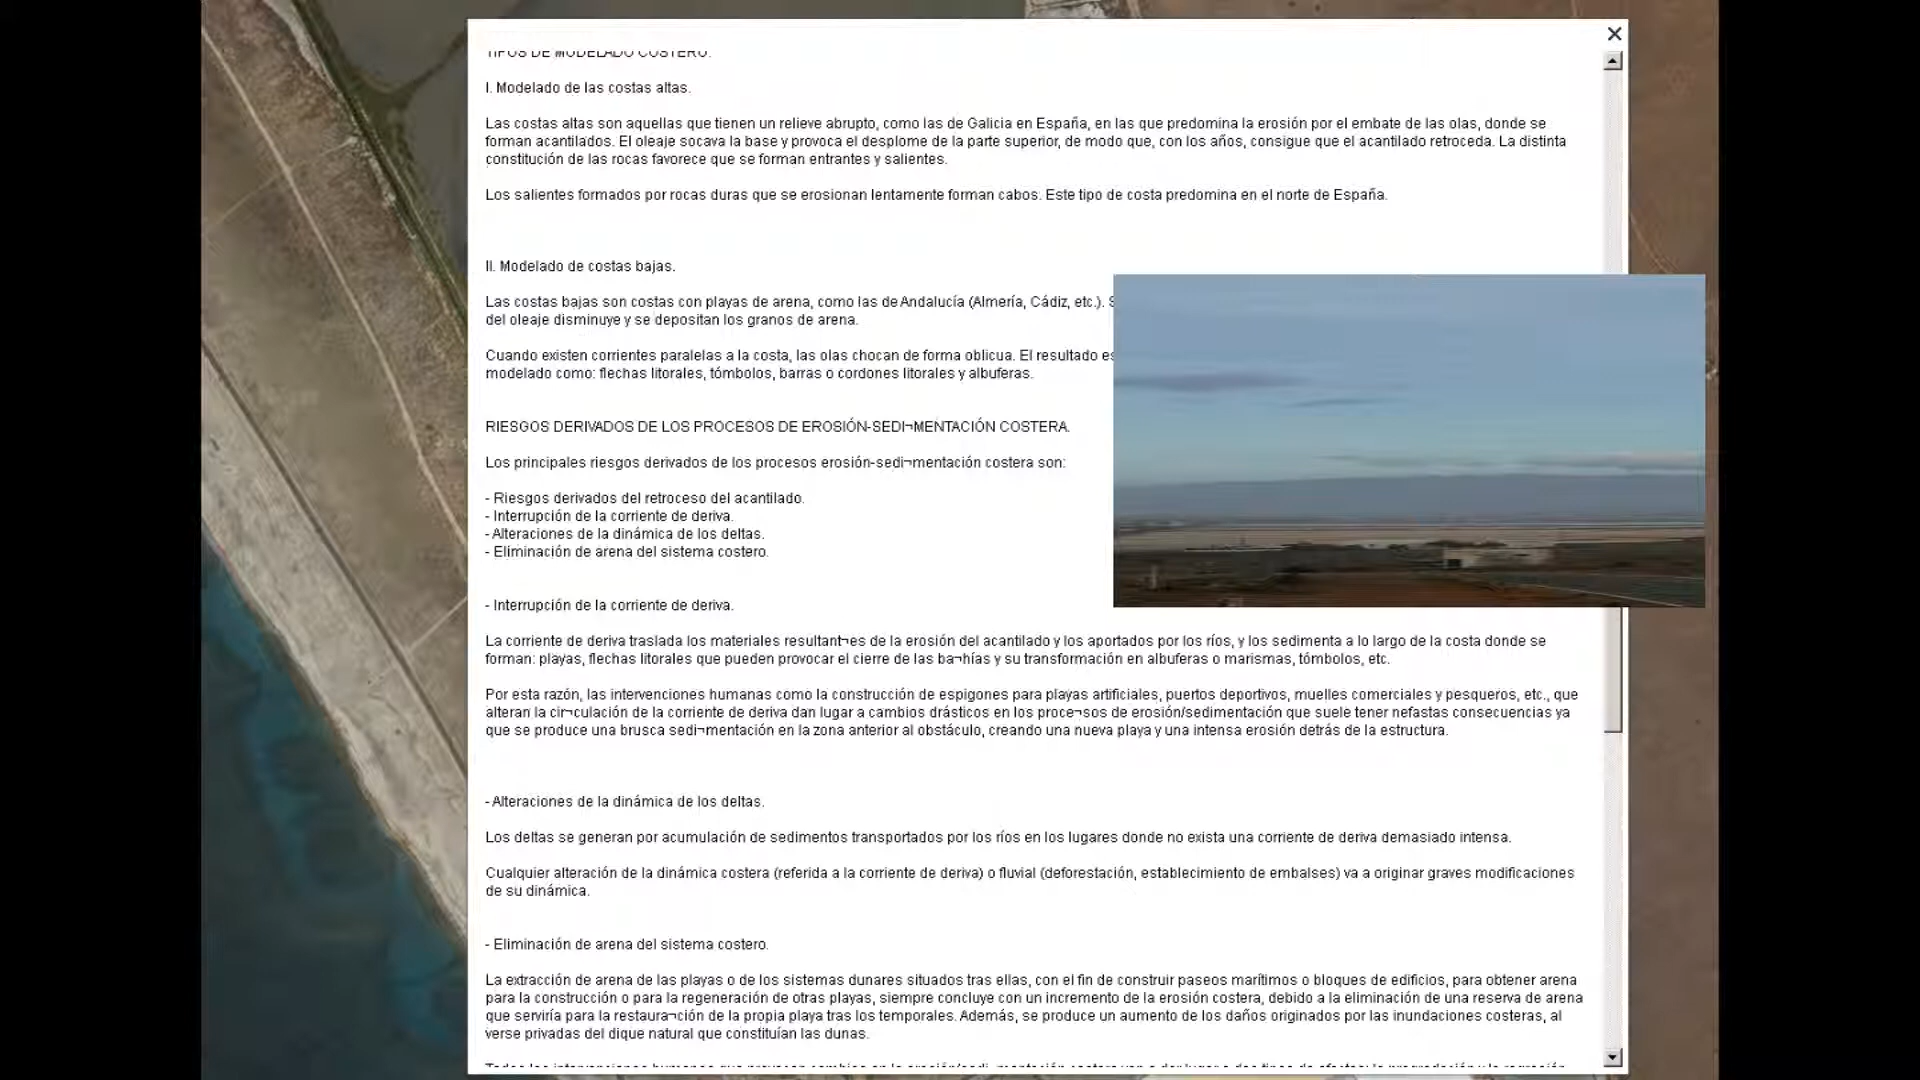 TIPOS DE MODELADO COSTERO.
I. Modelado de las costas altas.
Las costas altas son aquellas que tienen un relieve abrupto, como las de Galicia en España, en las que predomina la erosión por el embate de las olas, donde se
forman acantilados. El oleaje socava la base y provoca el desplome de la parte superior, de modo que, con los años, consigue que el acantilado retroceda. La distinta
constitución de las rocas favorece que se forman entrantes y salientes.
Los salientes formados por rocas duras que se erosionan lentamente forman cabos. Este tipo de costa predomina en el norte de España.
II. Modelado de costas bajas.
Las costas bajas son costas con playas de arena, como las de Andalucía (Almería, Cádiz, etc.).
del oleaje disminuye y se depositan los granos de arena.
Cuando existen corrientes paralelas a la costa, las olas chocan de forma oblicua. El resultado es
modelado como: flechas litorales, tómbolos, barras o cordones litorales y albuferas.
RIESGOS DERIVADOS DE LOS PROCESOS DE EROSIÓN-SEDI¬MENTACIÓN COSTERA.
Los principales riesgos derivados de los procesos erosión-sedi¬mentación costera son:
- Riesgos derivados del retroceso del acantilado.
- Interrupción de la corriente de deriva.
- Alteraciones de la dinámica de los deltas.
- Eliminación de arena del sistema costero.
- Interrupción de la corriente de deriva.
La corriente de deriva traslada los materiales resultant¬es de la erosión del acantilado y los aportados por los ríos, y los sedimenta a lo largo de la costa donde se
forman: playas, flechas litorales que pueden provocar el cierre de las ba¬hías y su transformación en albuferas o marismas, tómbolos, etc.
Por esta razón, las intervenciones humanas como la construcción de espigones para playas artificiales, puertos deportivos, muelles comerciales y pesqueros, etc., que
alteran la cir¬culación de la corriente de deriva dan lugar a cambios drásticos en los proce¬sos de erosión/sedimentación que suele tener nefastas consecuencias ya
que se produce una brusca sedi¬mentación en la zona anterior al obstáculo, creando una nueva playa y una intensa erosión detrás de la estructura.
- Alteraciones de la dinámica de los deltas.
Los deltas se generan por acumulación de sedimentos transportados por los ríos en los lugares donde no exista una corriente de deriva demasiado intensa.
Cualquier alteración de la dinámica costera (referida a la corriente de deriva) o fluvial (deforestación, establecimiento de embalses) va a originar graves modificaciones
de su dinámica.
- Eliminación de arena del sistema costero.
La extracción de arena de las playas o de los sistemas dunares situados tras ellas, con el fin de construir paseos marítimos o bloques de edificios, para obtener arena
para la construcción o para la regeneración de otras playas, siempre concluye con un incremento de la erosión costera, debido a la eliminación de una reserva de arena
que serviría para la restaura¬ción de la propia playa tras los temporales. Además, se produce un aumento de los daños originados por las inundaciones costeras, al
verse privadas del dique natural que constituían las dunas.